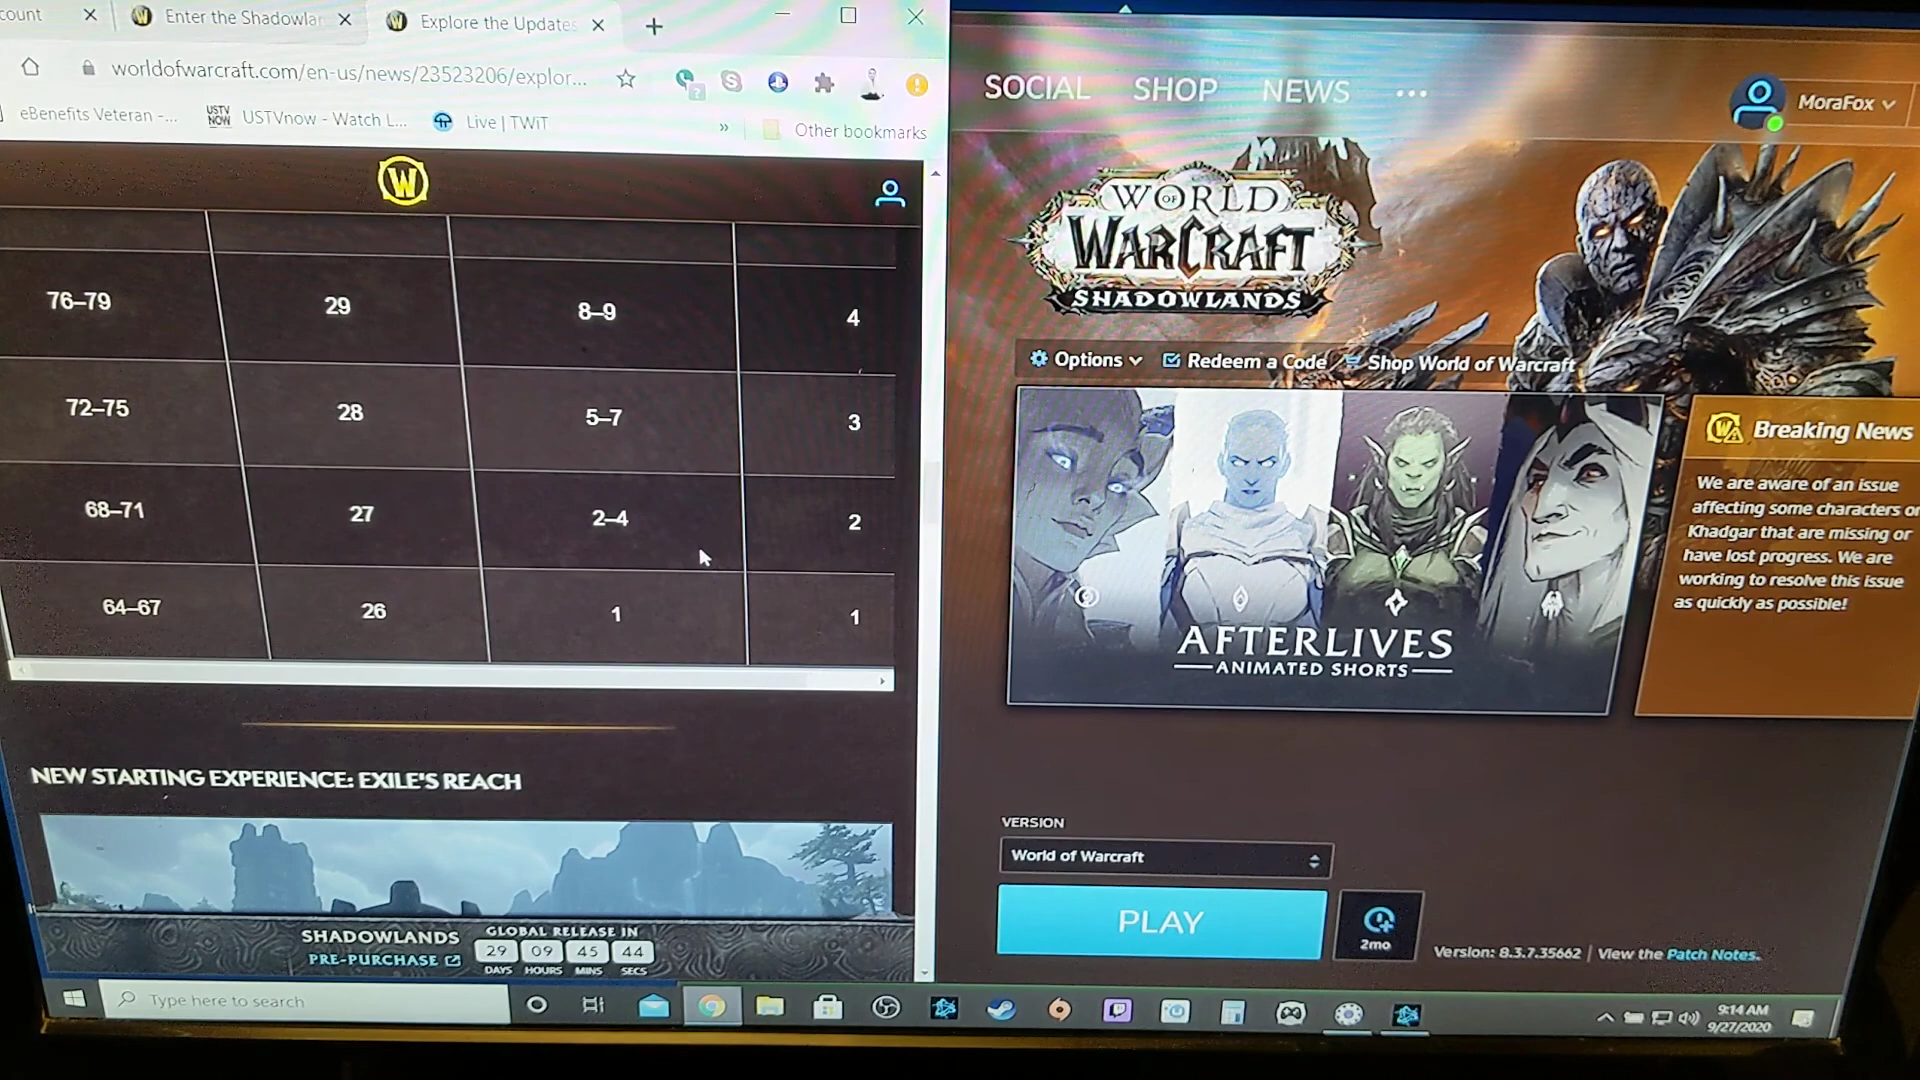 count
Enter the Shadowlan
Explore the Updates
worldofwarcraft.com/en-us/news/23523206/explor...
eBenefits Veteran -...
USTV
NOW
USTVnow - Watch L...
Live | TWiT
»
Other bookmarks
W
76–79 29 8–9 4
72–75 28 5–7 3
68–71 27 2–4 2
64–67 26 1 1
NEW STARTING EXPERIENCE: EXILE'S REACH
SHADOWLANDS
PRE-PURCHASE
GLOBAL RELEASE IN
29 09 45 44
DAYS HOURS MINS SECS
SOCIAL SHOP NEWS ...
MoraFox
WORLD
OF
WARCRAFT
SHADOWLANDS
Options Redeem a Code Shop World of Warcraft
AFTERLIVES
ANIMATED SHORTS
Breaking News
We are aware of an issue
affecting some characters on
Khadgar that are missing or
have lost progress. We are
working to resolve this issue
as quickly as possible!
VERSION
World of Warcraft
PLAY
2mo
Version: 8.3.7.35662 | View the Patch Notes.
Type here to search
9:14 AM
9/27/2020